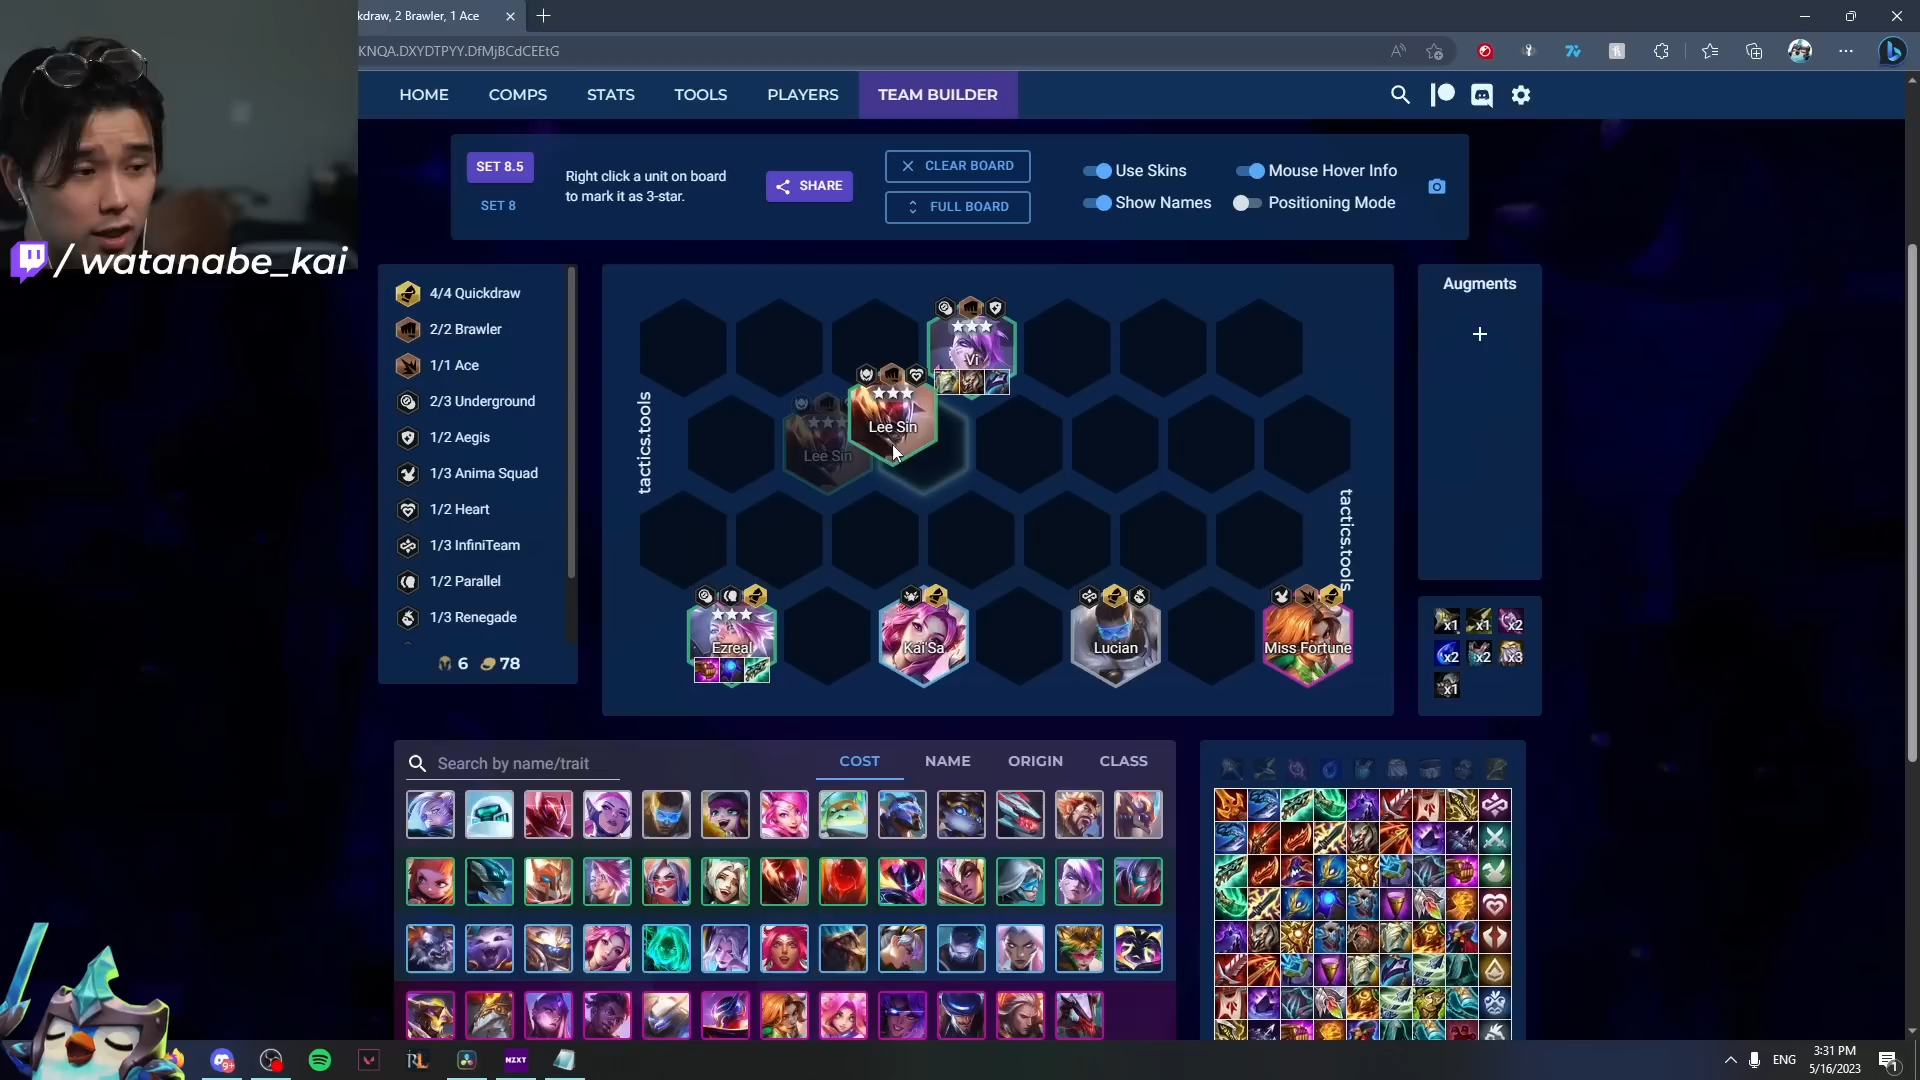 kdraw, 2 Brawler, 1 Ace
KNQA.DXYDTPYY.DfMjBCdCEEtG
HOME
COMPS
STATS
TOOLS
PLAYERS
TEAM BUILDER
SET 8.5
SET 8
Right click a unit on board
to mark it as 3-star.
SHARE
CLEAR BOARD
FULL BOARD
Use Skins
Mouse Hover Info
Show Names
Positioning Mode
/ watanabe_kai
4/4 Quickdraw
2/2 Brawler
1/1 Ace
2/3 Underground
1/2 Aegis
1/3 Anima Squad
1/2 Heart
1/3 InfiniTeam
1/2 Parallel
1/3 Renegade
6
78
tactics.tools
Vi
Lee Sin
Lee Sin
Ezreal
Kai'Sa
Lucian
Miss Fortune
tactics.tools
Augments
x1
x1
x2
x2
x2
x3
x1
Search by name/trait
COST
NAME
ORIGIN
CLASS
9+
NZXT
ENG
3:31 PM
5/16/2023
1